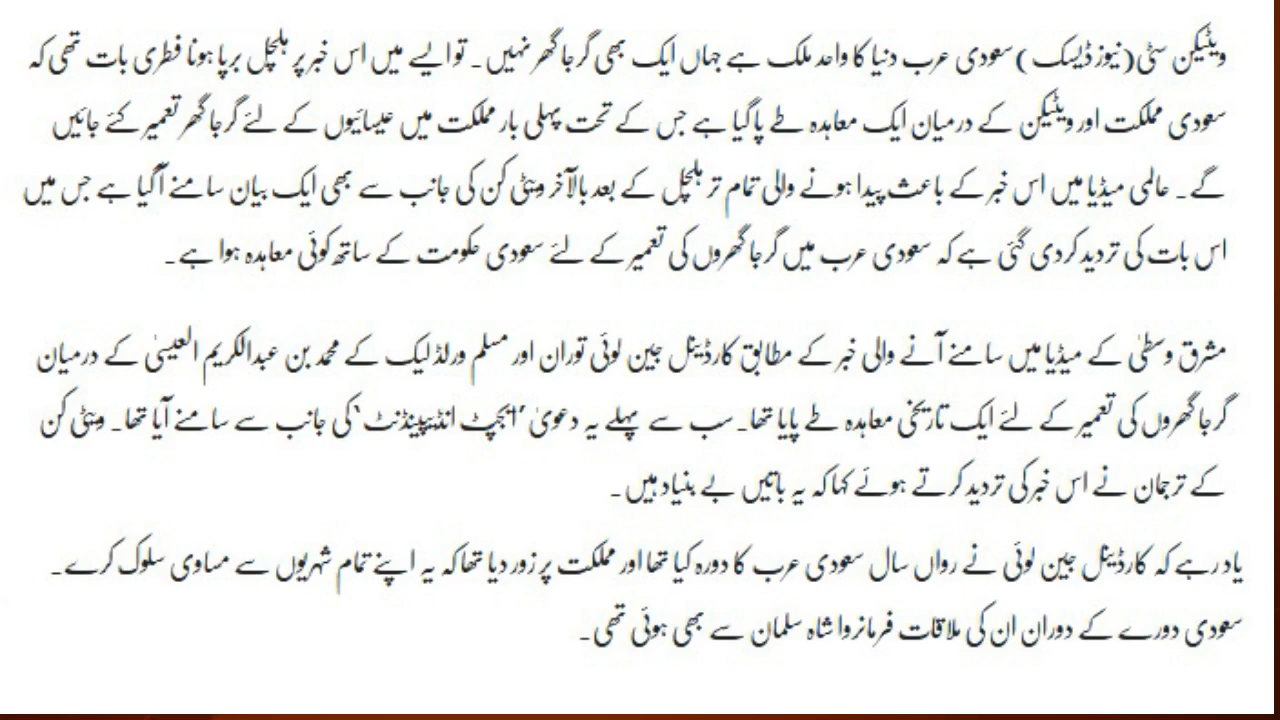 ویٹیکن سٹی(نیوز ڈیسک)سعودی عرب دنیا کا واحد ملک ہے جہاں ایک بھی گرجا گھر نہیں۔ تو ایسے میں اس خبر پر ہلچل برپا ہونا فطری بات تھی کہ
سعودی مملکت اور ویٹیکن کے درمیان ایک معاہدہ طے پا گیا ہے جس کے تحت پہلی بار مملکت میں عیسائیوں کے لئے گرجا گھر تعمیر کئے جائیں
گے۔ عالمی میڈیا میں اس خبر کے باعث پیدا ہونے والی تمام تر ہلچل کے بعد بالآخر ویٹی کن کی جانب سے بھی ایک بیان سامنے آگیا ہے جس میں
اس بات کی تردید کردی گئی ہے کہ سعودی عرب میں گرجا گھروں کی تعمیر کے لئے سعودی حکومت کے ساتھ کوئی معاہدہ ہوا ہے۔
مشرق وسطیٰ کے میڈیا میں سامنے آنے والی خبر کے مطابق کارڈینل جین لوئی توران اور مسلم ورلڈ لیک کے محمد بن عبدالکریم العیسیٰ کے درمیان
گرجا گھروں کی تعمیر کے لئے ایک تاریخی معاہدہ طے پایا تھا۔ سب سے پہلے یہ دعویٰ ’ایجپٹ انڈیپینڈنٹ‘ کی جانب سے سامنے آیا تھا۔ ویٹی کن
کے ترجمان نے اس خبر کی تردید کرتے ہوئے کہا کہ یہ باتیں بے بنیاد ہیں۔
یاد رہے کہ کارڈینل جین لوئی نے رواں سال سعودی عرب کا دورہ کیا تھا اور مملکت پر زور دیا تھا کہ یہ اپنے تمام شہریوں سے مساوی سلوک کرے۔
سعودی دورے کے دوران ان کی ملاقات فرمانروا شاہ سلمان سے بھی ہوئی تھی۔